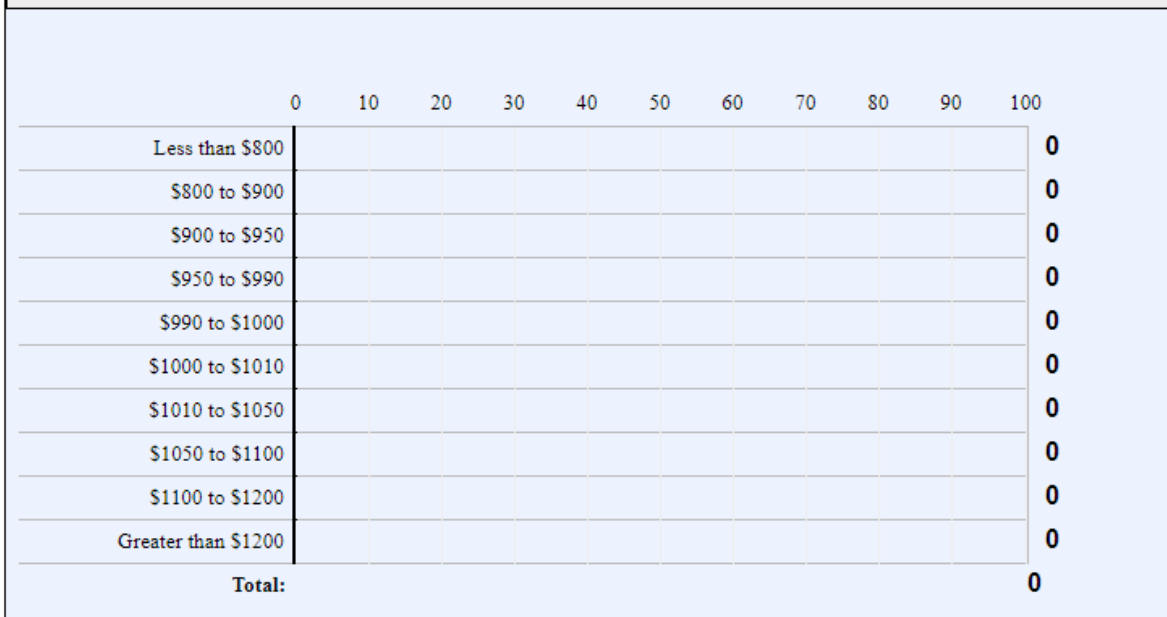 0 10 20 30 40 50 60 70 80 90 100
Less than $800 0
$800 to $900 0
$900 to $950 0
$950 to $990 0
$990 to $1000 0
$1000 to $1010 0
$1010 to $1050 0
$1050 to $1100 0
$1100 to $1200 0
Greater than $1200 0
Total: 0